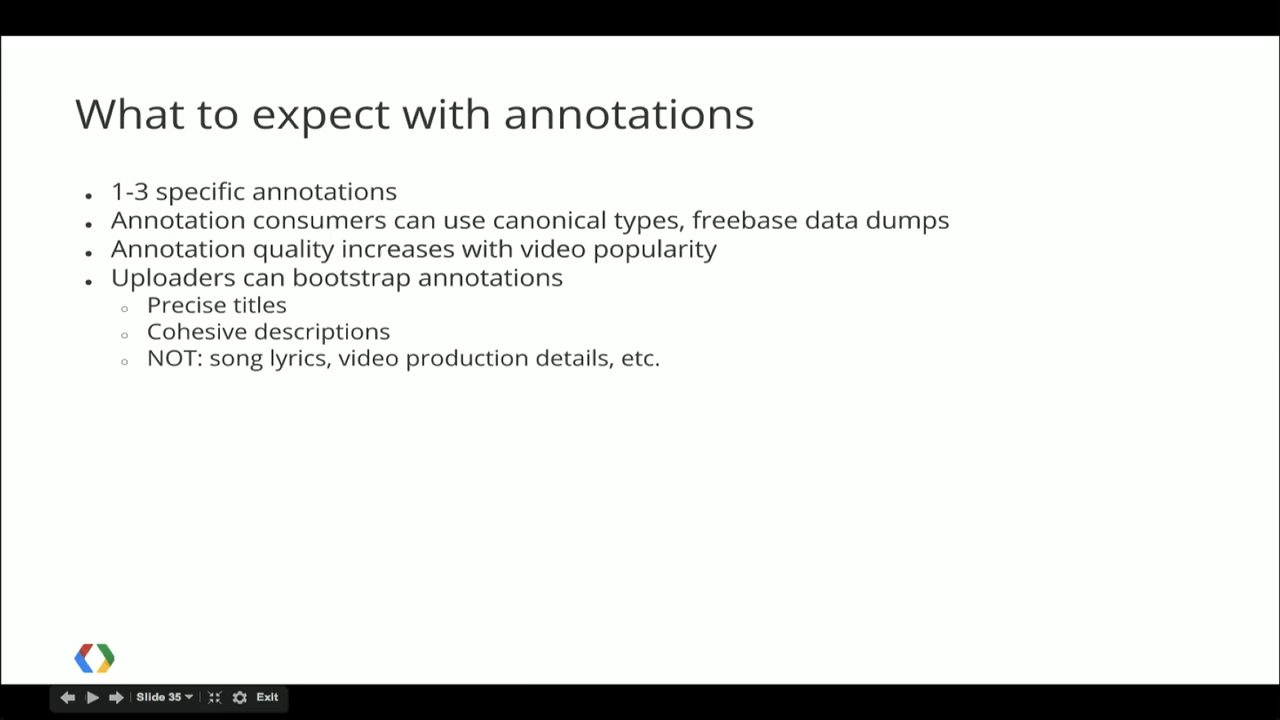 What to expect with annotations
1-3 specific annotations
Annotation consumers can use canonical types, freebase data dumps
Annotation quality increases with video popularity
Uploaders can bootstrap annotations
Precise titles
Cohesive descriptions
NOT: song lyrics, video production details, etc.
Slide 35
Exit